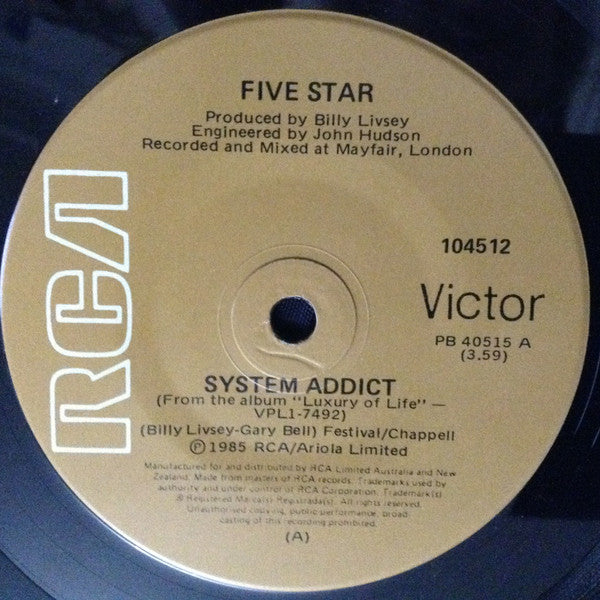 FIVE STAR
Produced by Billy Livsey
Engineered by John Hudson
Recorded and Mixed at Mayfair, London
RCA
104512
Victor
PB 40515 A
(3.59)
SYSTEM ADDICT
(From the album "Luxury of Life" —
VPL1-7492)
(Billy Livsey-Gary Bell) Festival/Chappell
Ⓟ 1985 RCA/Ariola Limited
Manufactured for and distributed by RCA Limited Australia and New
Zealand. Made from masters of RCA records. Trademarks used by
authority and under control of RCA Corporation. Trademark(s)
® Registered Marca(s) Registrada(s). All rights reserved.
Unauthorised copying, public performance, broad-
casting of this recording prohibited.
(A)